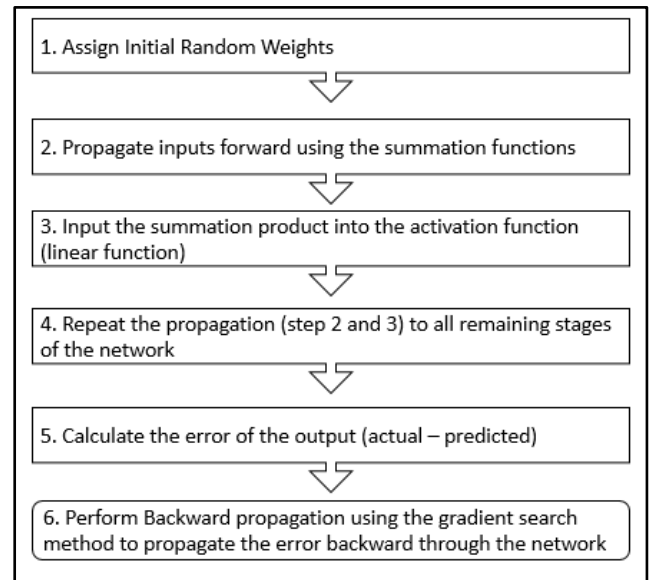 1. Assign Initial Random Weights
2. Propagate inputs forward using the summation functions
3. Input the summation product into the activation function
(linear function)
4. Repeat the propagation (step 2 and 3) to all remaining stages
of the network
5. Calculate the error of the output (actual – predicted)
6. Perform Backward propagation using the gradient search
method to propagate the error backward through the network